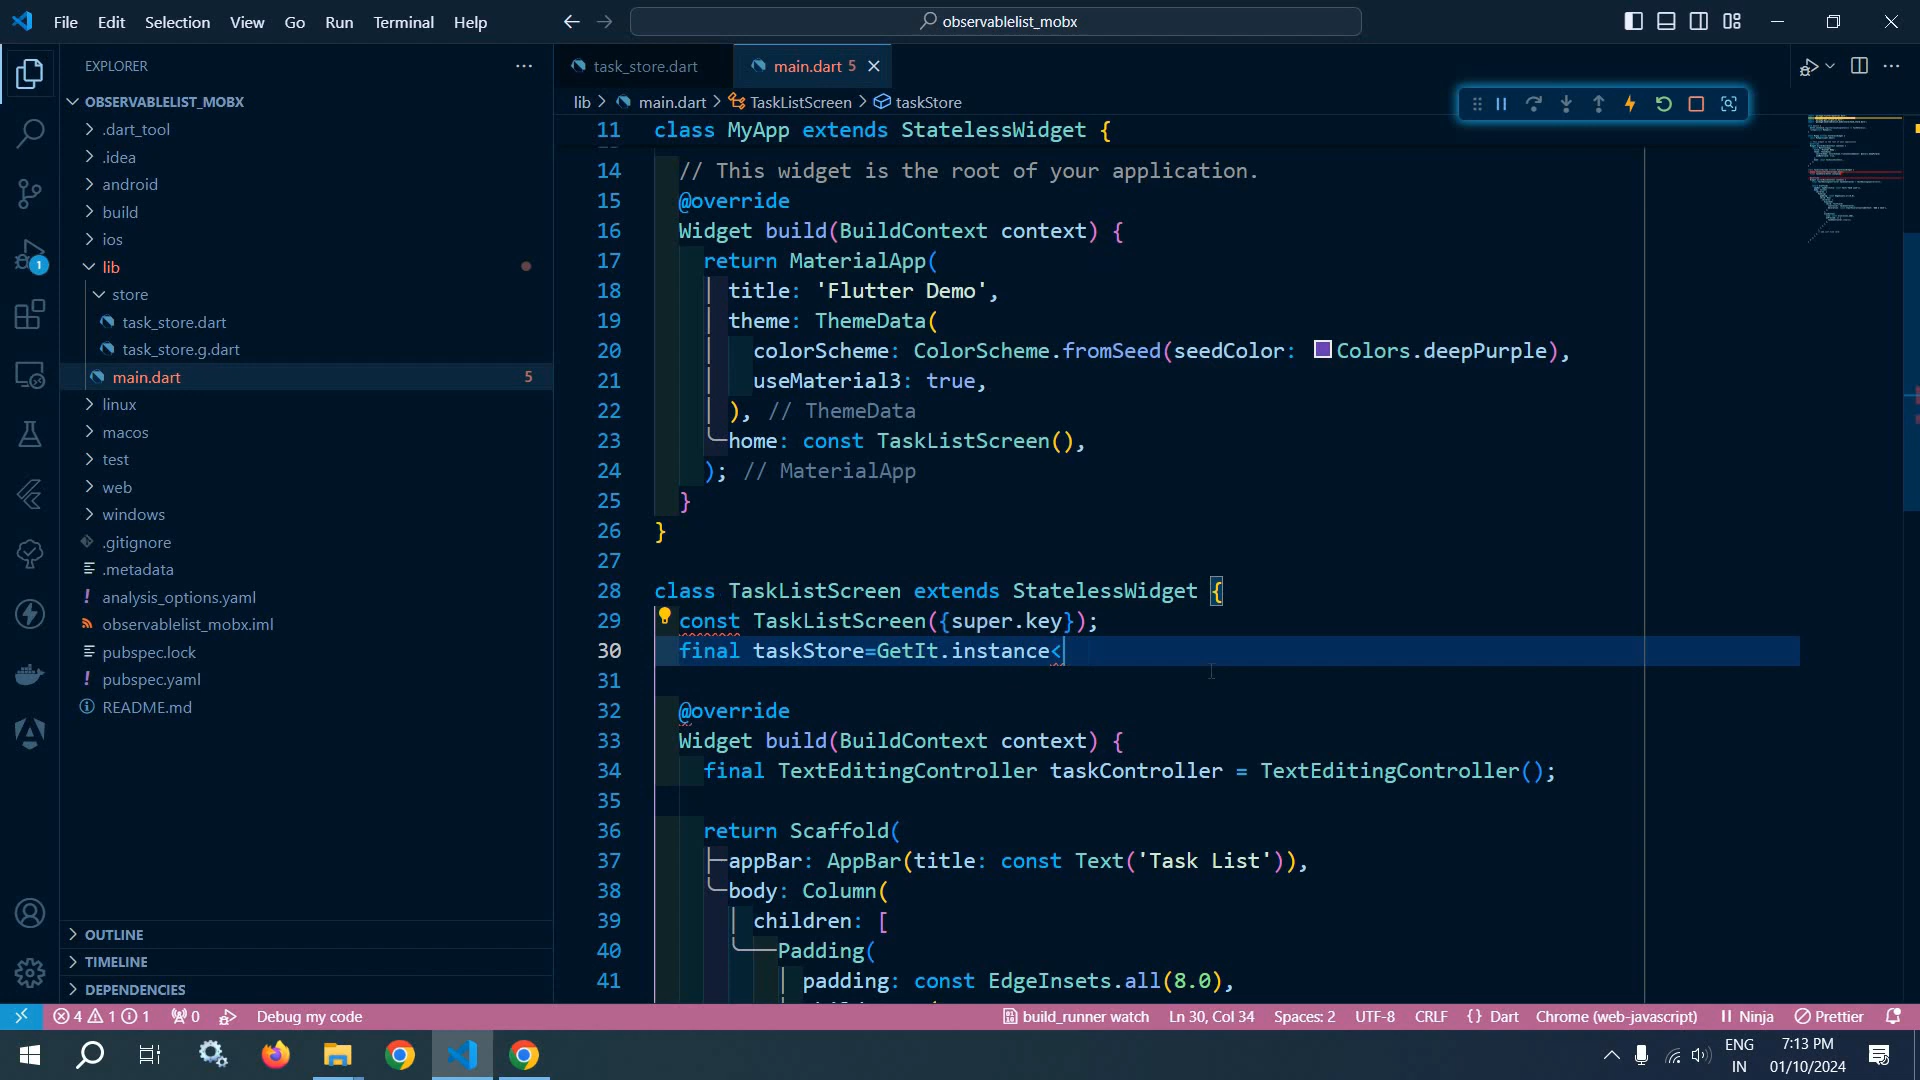 File Edit Selection View Go Run Terminal Help
observablelist_mobx
EXPLORER
OBSERVABLELIST_MOBX
.dart_tool
.idea
android
build
ios
lib
store
task_store.dart
task_store.g.dart
main.dart 5
linux
macos
test
web
windows
.gitignore
.metadata
analysis_options.yaml
observablelist_mobx.iml
pubspec.lock
pubspec.yaml
README.md
OUTLINE
TIMELINE
DEPENDENCIES
1
task_store.dart
main.dart 5
lib > main.dart > TaskListScreen > taskStore
11 class MyApp extends StatelessWidget {
14 // This widget is the root of your application.
15 @override
16 Widget build(BuildContext context) {
17 return MaterialApp(
18 title: 'Flutter Demo',
19 theme: ThemeData(
20 colorScheme: ColorScheme.fromSeed(seedColor: Colors.deepPurple),
21 useMaterial3: true,
22 ), // ThemeData
23 home: const TaskListScreen(),
24 ); // MaterialApp
25 }
26 }
27
28 class TaskListScreen extends StatelessWidget {
29 const TaskListScreen({super.key});
30 final taskStore=GetIt.instance<
31
32 @override
33 Widget build(BuildContext context) {
34 final TextEditingController taskController = TextEditingController();
35
36 return Scaffold(
37 appBar: AppBar(title: const Text('Task List')),
38 body: Column(
39 children: [
40 Padding(
41 padding: const EdgeInsets.all(8.0),
4 1 1 0 Debug my code
build_runner watch Ln 30, Col 34 Spaces: 2 UTF-8 CRLF {} Dart Chrome (web-javascript) Ninja Prettier
ENG
IN
7:13 PM
01/10/2024